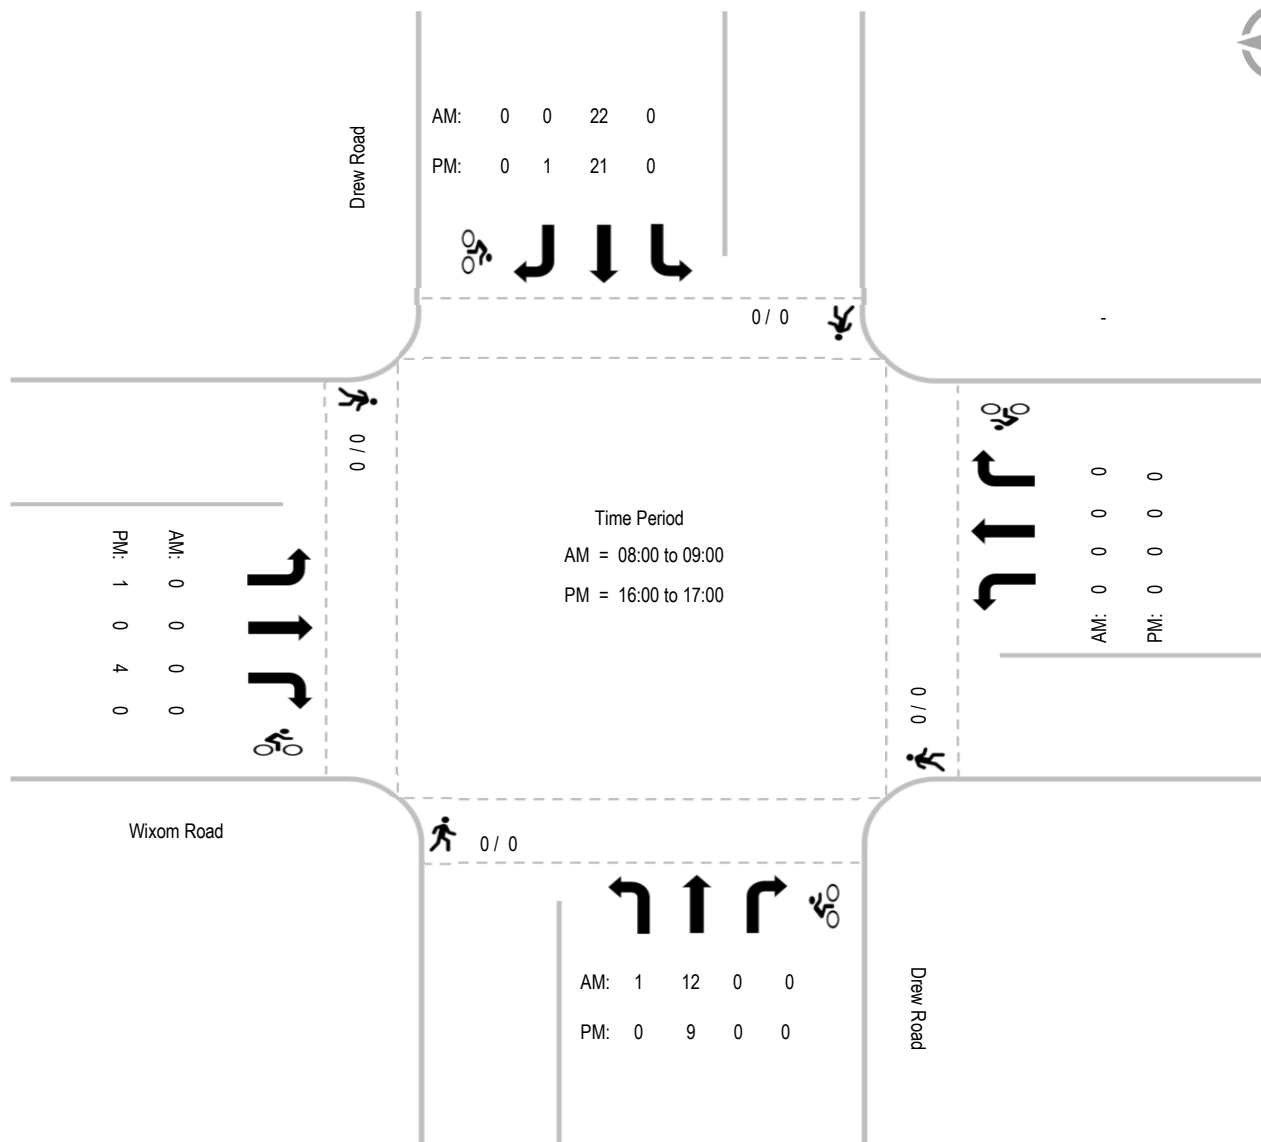 AM: 0 0 22 0
PM: 0 1 21 0
Drew Road
0 / 0
-
0 / 0
Time Period
AM = 08:00 to 09:00
PM = 16:00 to 17:00
AM: 0 0 0 0
PM: 1 0 4 0
AM: 0 0 0 0
PM: 0 0 0 0
0 / 0
Wixom Road
0 / 0
AM: 1 12 0 0
PM: 0 9 0 0
Drew Road